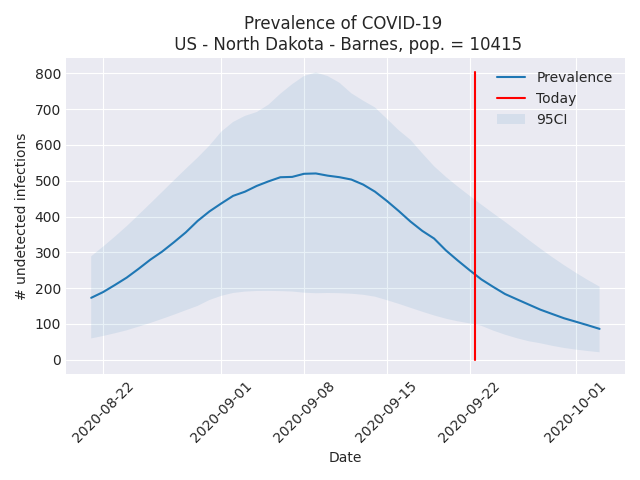 Prevalence of COVID-19
US - North Dakota - Barnes, pop. = 10415
# undetected infections
800
700
600
500
400
300
200
100
0
Prevalence
Today
95CI
2020-08-22
2020-09-01
2020-09-08
2020-09-15
2020-09-22
2020-10-01
Date